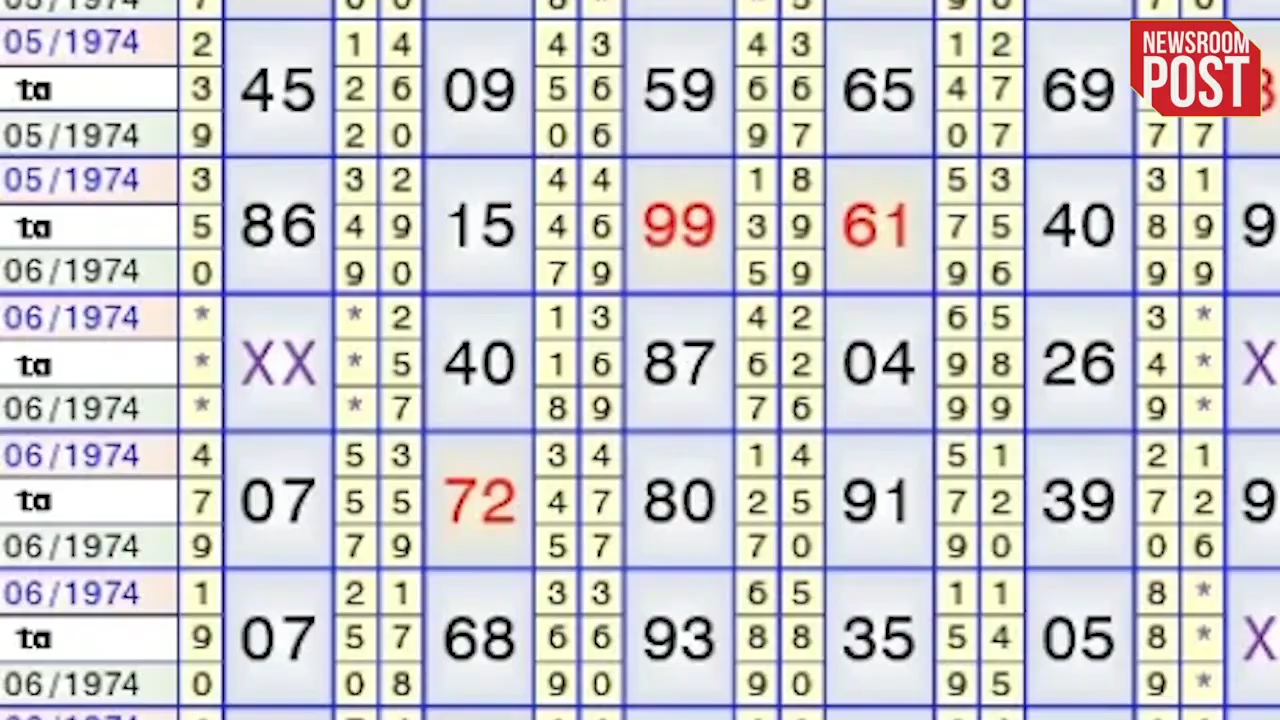 NEWSROOM
POST
05/1974 2 1 4 4 3 4 3 1 2
ta 3 45 2 6 09 5 6 59 6 6 65 4 7 69
05/1974 9 2 0 0 6 9 7 0 7 7 7
05/1974 3 3 2 4 4 1 8 5 3 3 1
ta 5 86 4 9 15 4 6 99 3 9 61 7 5 40 8 9 9
06/1974 0 9 0 7 9 5 9 9 6 9 9
06/1974 * * 2 1 3 4 2 6 5 3 *
ta * XX * 5 40 1 6 87 6 2 04 9 8 26 4 * X
06/1974 * * 7 8 9 7 6 9 9 9 *
06/1974 4 5 3 3 4 1 4 5 1 2 1
ta 7 07 5 5 72 4 7 80 2 5 91 7 2 39 7 2 9
06/1974 9 7 9 5 7 7 0 9 0 0 6
06/1974 1 2 1 3 3 6 5 1 1 8 *
ta 9 07 5 7 68 6 6 93 8 8 35 5 4 05 8 * X
06/1974 0 0 8 9 0 9 0 9 5 9 *